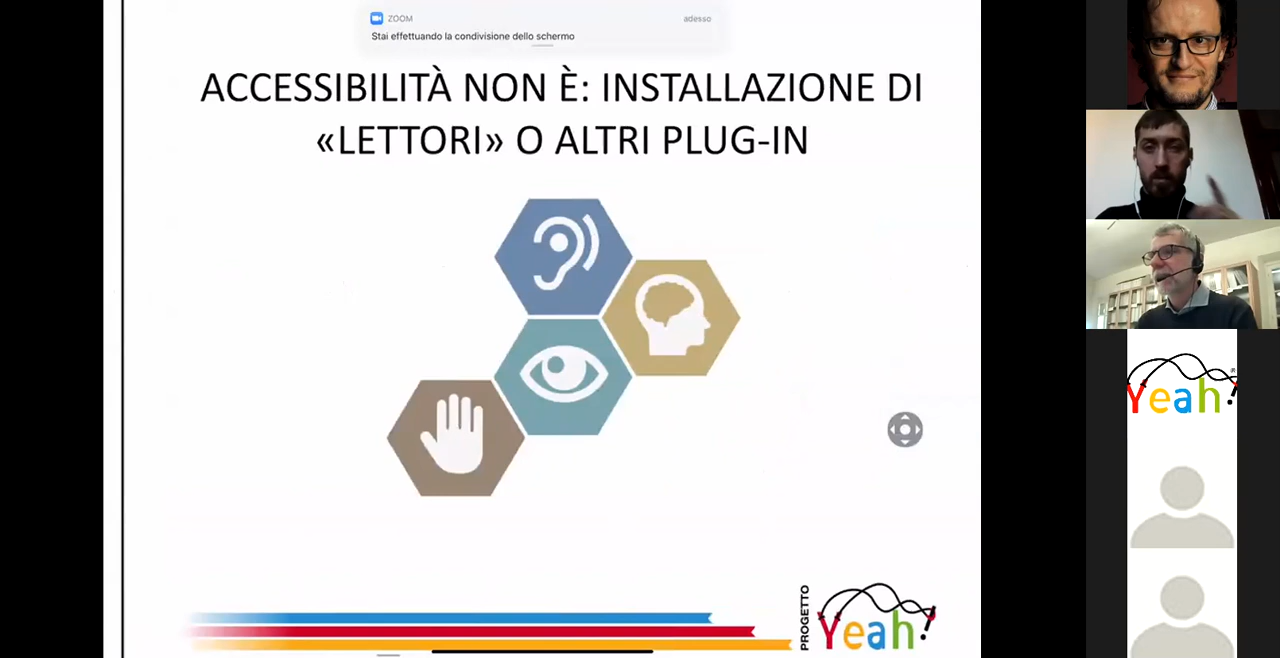 ZOOM adesso
Stai effettuando la condivisione dello schermo
ACCESSIBILITÀ NON È: INSTALLAZIONE DI
«LETTORI» O ALTRI PLUG-IN
Yeah!®
PROGETTO
Yeah!